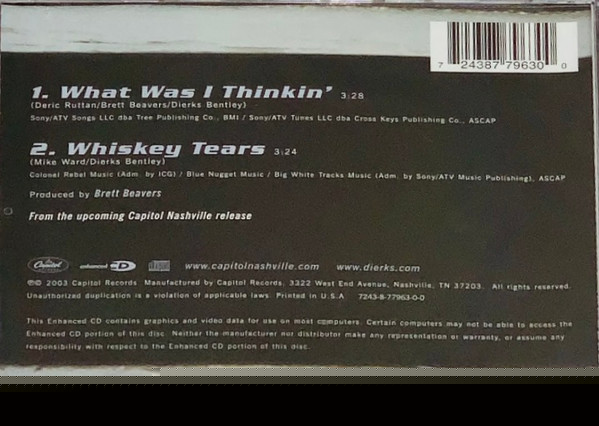 7 24387 79630 0
1. What Was I Thinkin' 3:28
(Deric Ruttan/Brett Beavers/Dierks Bentley)
Sony/ATV Songs LLC dba Tree Publishing Co., BMI / Sony/ATV Tunes LLC dba Cross Keys Publishing Co., ASCAP
2. Whiskey Tears 3:24
(Mike Ward/Dierks Bentley)
Colonel Rebel Music (Adm. by ICG) / Blue Nugget Music / Big White Tracks Music (Adm. by Sony/ATV Music Publishing), ASCAP
Produced by Brett Beavers
From the upcoming Capitol Nashville release
Capitol enhanced CD www.capitolnashville.com www.dierks.com
℗© 2003 Capitol Records Manufactured by Capitol Records, 3322 West End Avenue, Nashville, TN 37203. All rights reserved.
Unauthorized duplication is a violation of applicable laws. Printed in U.S.A 7243-8-77963-0-0
This Enhanced CD contains graphics and video data for use on most computers. Certain computers may not be able to access the
Enhanced CD portion of this disc. Neither the manufacturer nor distributor make any representation or warranty, or assume any
responsibility with respect to the Enhanced CD portion of this disc.